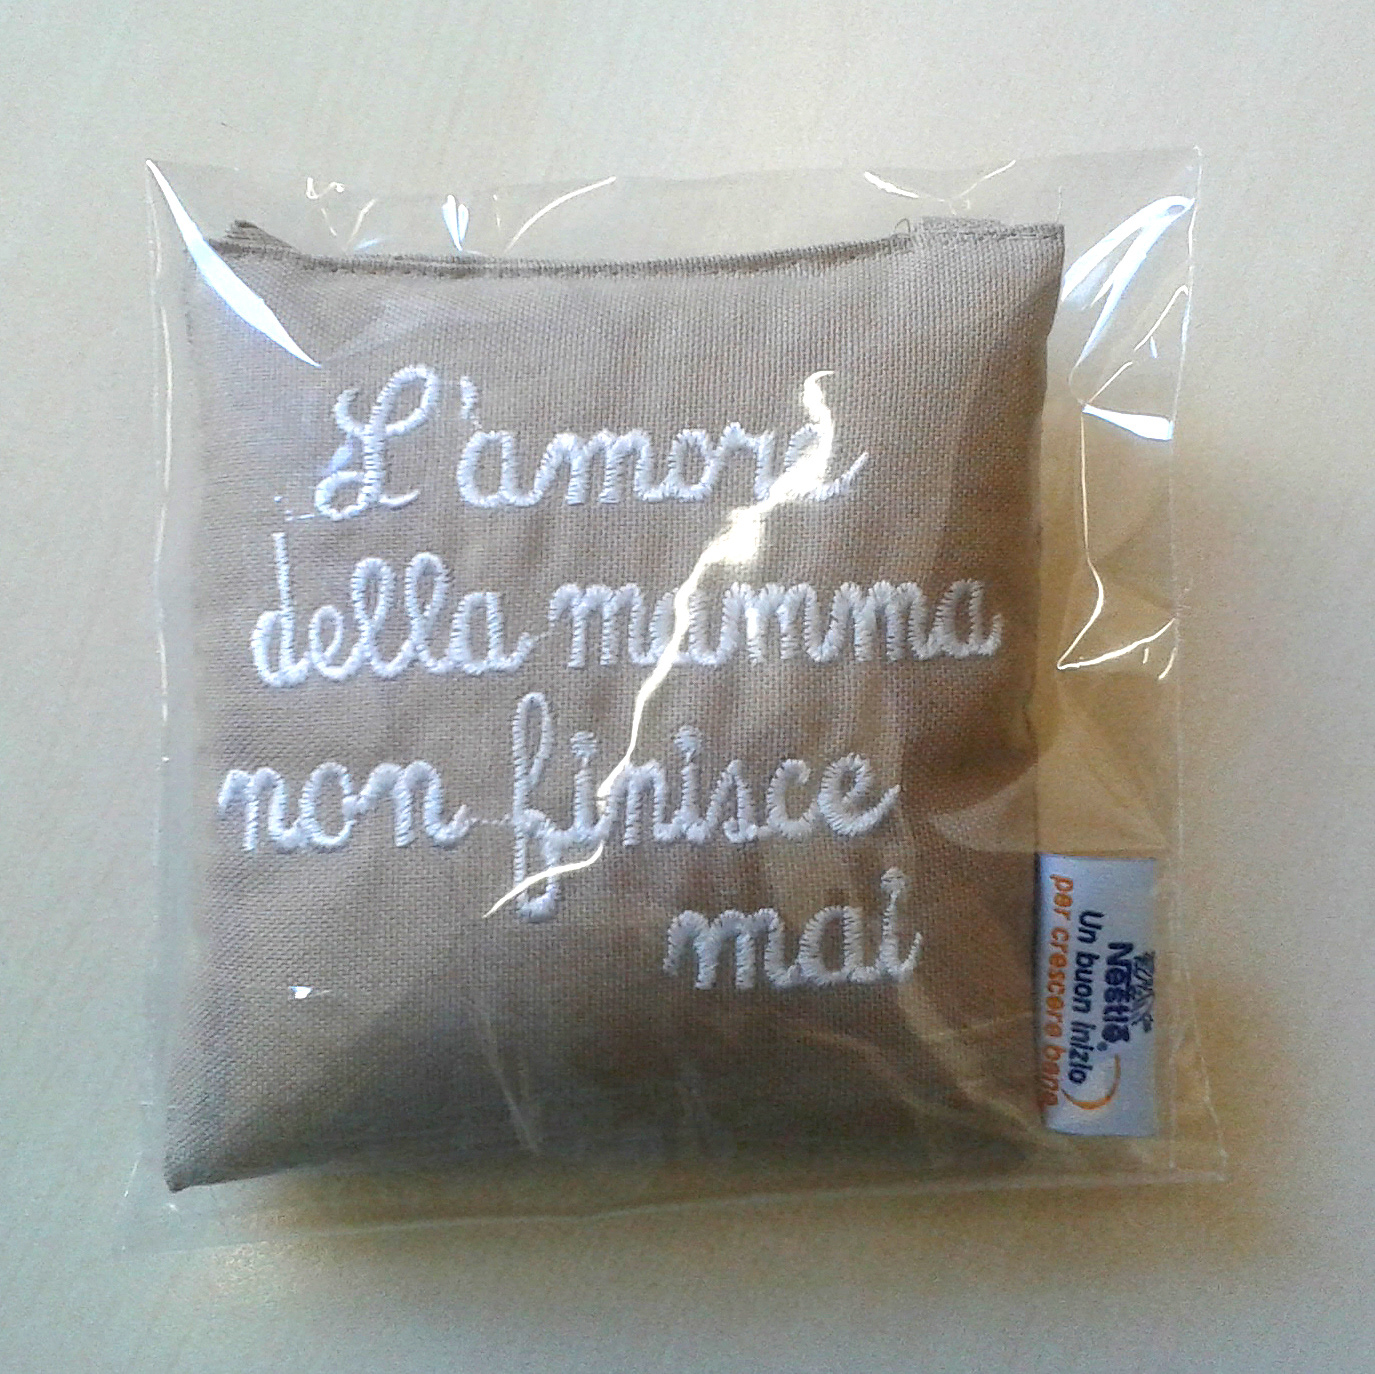 L'amore
della mamma
non finisce
mai
Nestlé
un buon inizio
per crescere bene